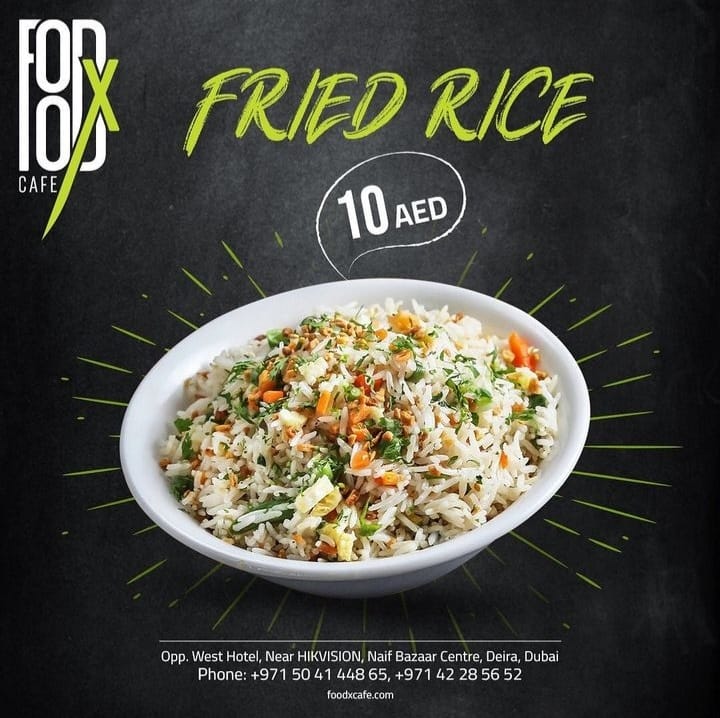 FOOD X
CAFE
FRIED RICE
10 AED
Opp. West Hotel, Near HIKVISION, Naif Bazaar Centre, Deira, Dubai
Phone: +971 50 41 448 65, +971 42 28 56 52
foodxcafe.com